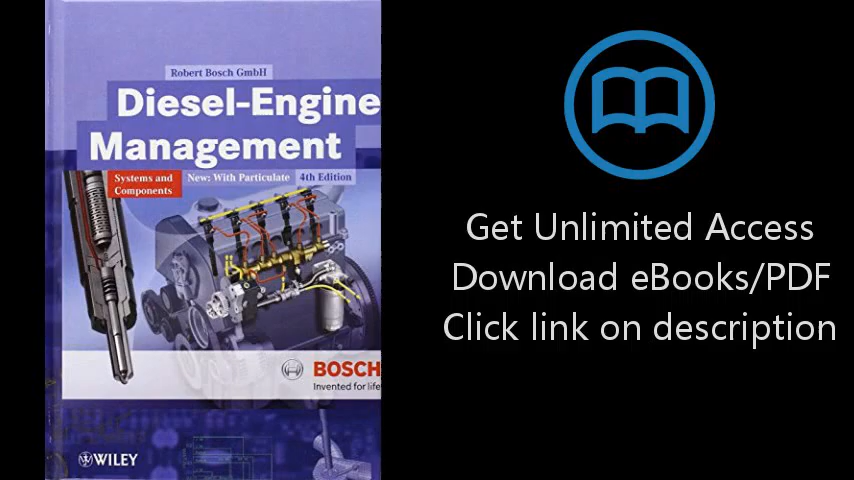 Robert Bosch GmbH
Diesel-Engine
Management
Systems and
Components
New: With Particulate
4th Edition
BOSCH
Invented for life
WILEY
Get Unlimited Access
Download eBooks/PDF
Click link on description